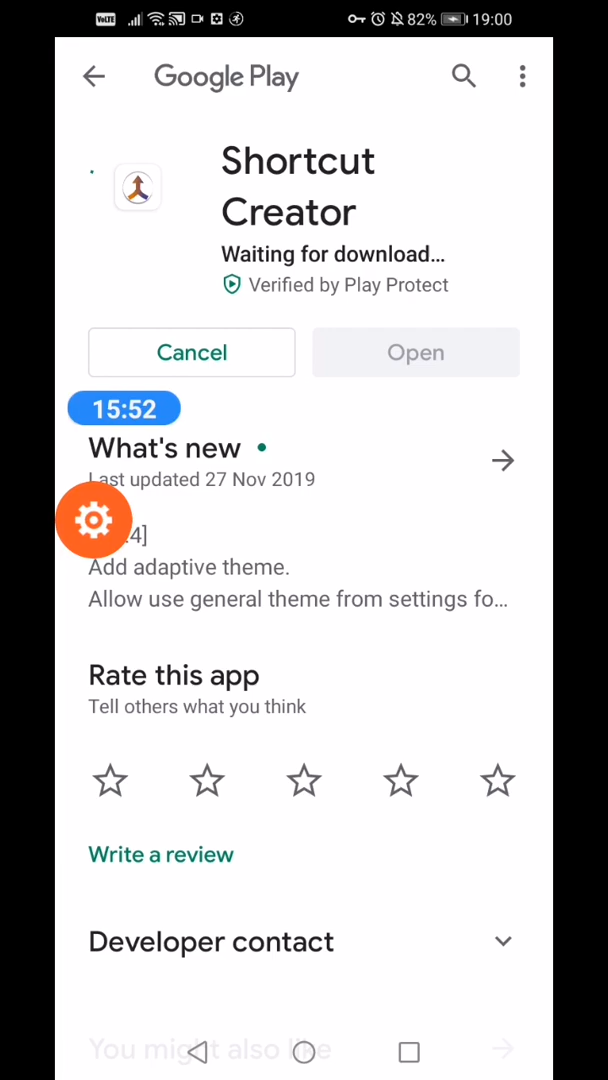 VoLTE 82% 19:00
Google Play
Shortcut
Creator
Waiting for download...
Verified by Play Protect
Cancel
Open
15:52
What's new
Last updated 27 Nov 2019
.4]
Add adaptive theme.
Allow use general theme from settings fo...
Rate this app
Tell others what you think
Write a review
Developer contact
You might also like